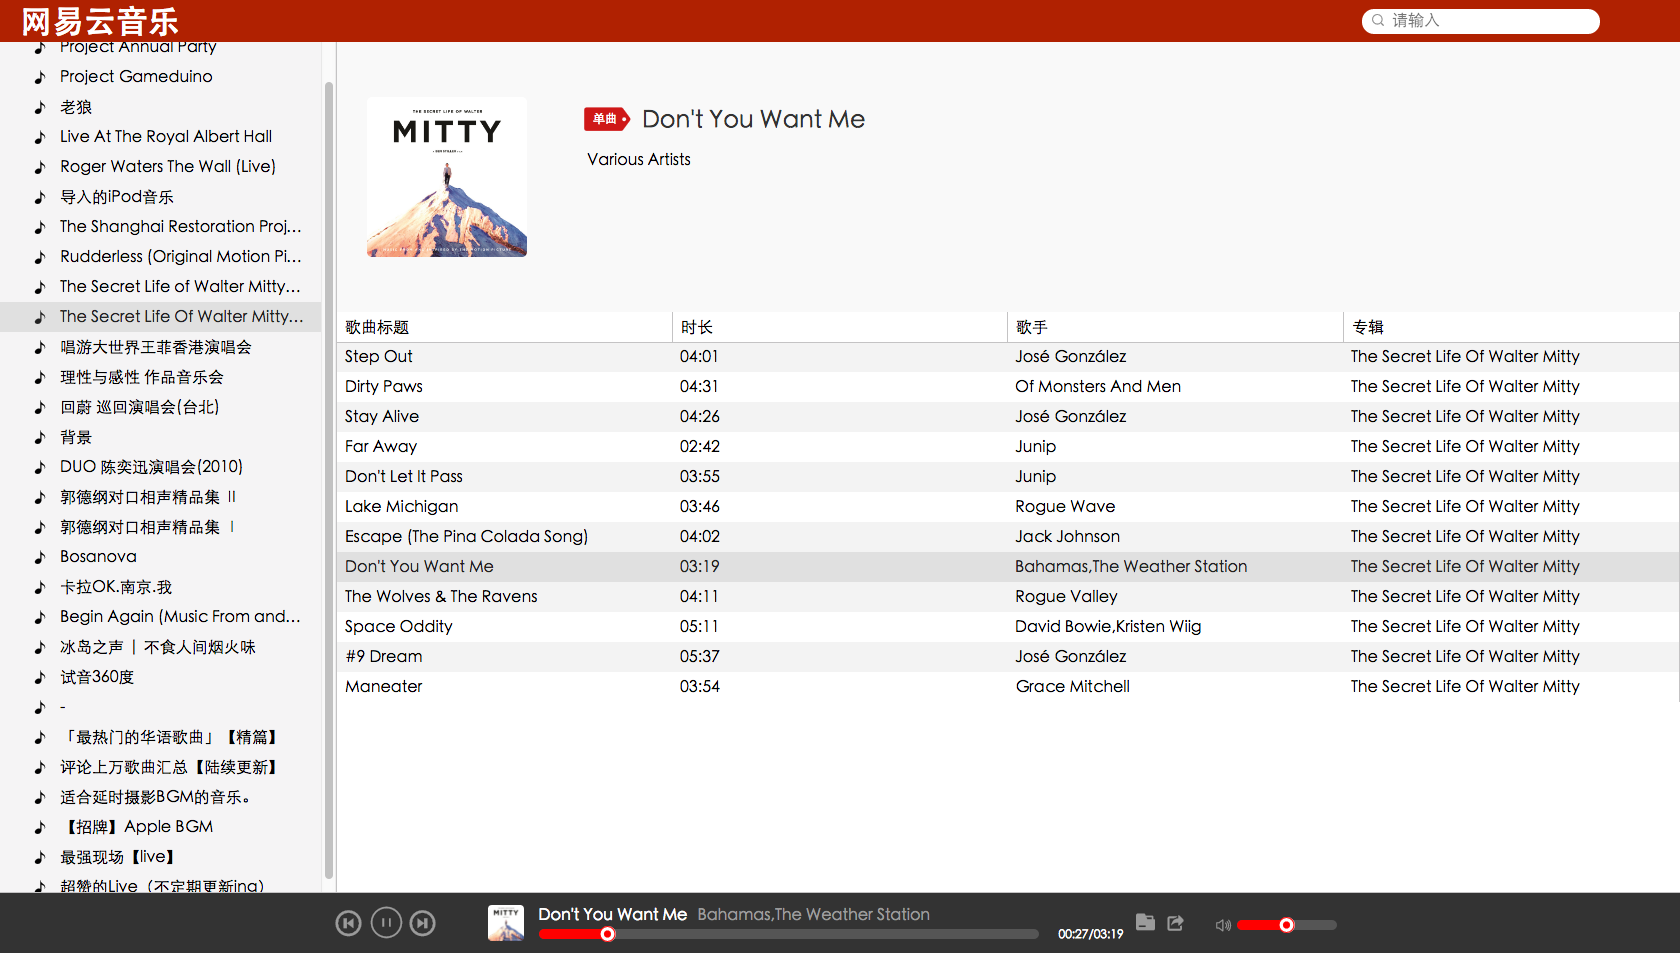 网易云音乐
请输入
Project Annual Party
Project Gameduino
老狼
Live At The Royal Albert Hall
Roger Waters The Wall (Live)
导入的iPod音乐
The Shanghai Restoration Proj...
Rudderless (Original Motion Pi...
The Secret Life of Walter Mitty...
The Secret Life Of Walter Mitty...
唱游大世界王菲香港演唱会
理性与感性 作品音乐会
回蔚 巡回演唱会(台北)
背景
DUO 陈奕迅演唱会(2010)
郭德纲对口相声精品集 Ⅱ
郭德纲对口相声精品集 Ⅰ
Bosanova
卡拉OK.南京.我
Begin Again (Music From and...
冰岛之声 | 不食人间烟火味
试音360度
-
「最热门的华语歌曲」【精篇】
评论上万歌曲汇总【陆续更新】
适合延时摄影BGM的音乐。
【招牌】Apple BGM
最强现场【live】
超赞的Live（不定期更新ing）
THE SECRET LIFE OF WALTER
MITTY
单曲
Don't You Want Me
Various Artists
歌曲标题 时长 歌手 专辑
Step Out 04:01 José González The Secret Life Of Walter Mitty
Dirty Paws 04:31 Of Monsters And Men The Secret Life Of Walter Mitty
Stay Alive 04:26 José González The Secret Life Of Walter Mitty
Far Away 02:42 Junip The Secret Life Of Walter Mitty
Don't Let It Pass 03:55 Junip The Secret Life Of Walter Mitty
Lake Michigan 03:46 Rogue Wave The Secret Life Of Walter Mitty
Escape (The Pina Colada Song) 04:02 Jack Johnson The Secret Life Of Walter Mitty
Don't You Want Me 03:19 Bahamas,The Weather Station The Secret Life Of Walter Mitty
The Wolves & The Ravens 04:11 Rogue Valley The Secret Life Of Walter Mitty
Space Oddity 05:11 David Bowie,Kristen Wiig The Secret Life Of Walter Mitty
#9 Dream 05:37 José González The Secret Life Of Walter Mitty
Maneater 03:54 Grace Mitchell The Secret Life Of Walter Mitty
MITTY
Don't You Want Me Bahamas,The Weather Station
00:27/03:19